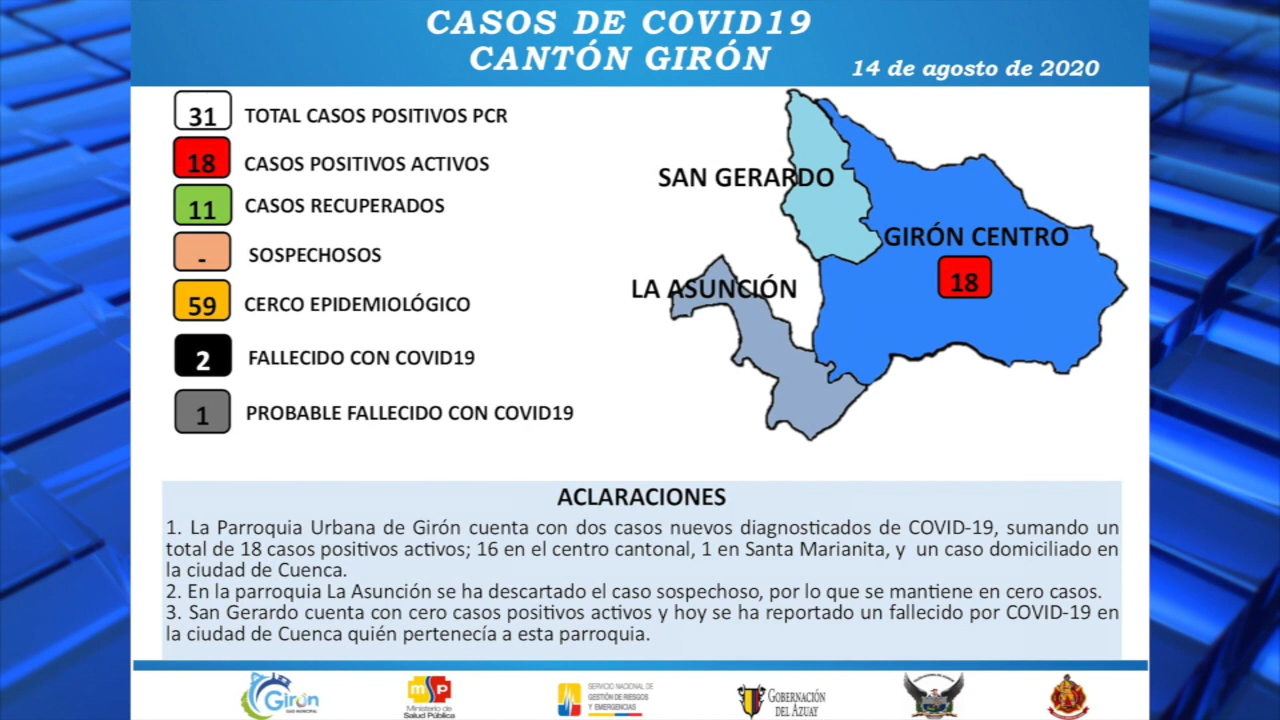 CASOS DE COVID19
CANTÓN GIRÓN
14 de agosto de 2020
31 TOTAL CASOS POSITIVOS PCR
18 CASOS POSITIVOS ACTIVOS
11 CASOS RECUPERADOS
- SOSPECHOSOS
59 CERCO EPIDEMIOLÓGICO
2 FALLECIDO CON COVID19
1 PROBABLE FALLECIDO CON COVID19
SAN GERARDO
GIRÓN CENTRO
18
LA ASUNCIÓN
ACLARACIONES
1. La Parroquia Urbana de Girón cuenta con dos casos nuevos diagnosticados de COVID-19, sumando un
total de 18 casos positivos activos; 16 en el centro cantonal, 1 en Santa Marianita, y un caso domiciliado en
la ciudad de Cuenca.
2. En la parroquia La Asunción se ha descartado el caso sospechoso, por lo que se mantiene en cero casos.
3. San Gerardo cuenta con cero casos positivos activos y hoy se ha reportado un fallecido por COVID-19 en
la ciudad de Cuenca quién pertenecía a esta parroquia.
Girón
GAD MUNICIPAL
msp
Ministerio de
Salud Pública
SERVICIO NACIONAL DE
GESTIÓN DE RIESGOS
Y EMERGENCIAS
GOBERNACIÓN
DEL AZUAY